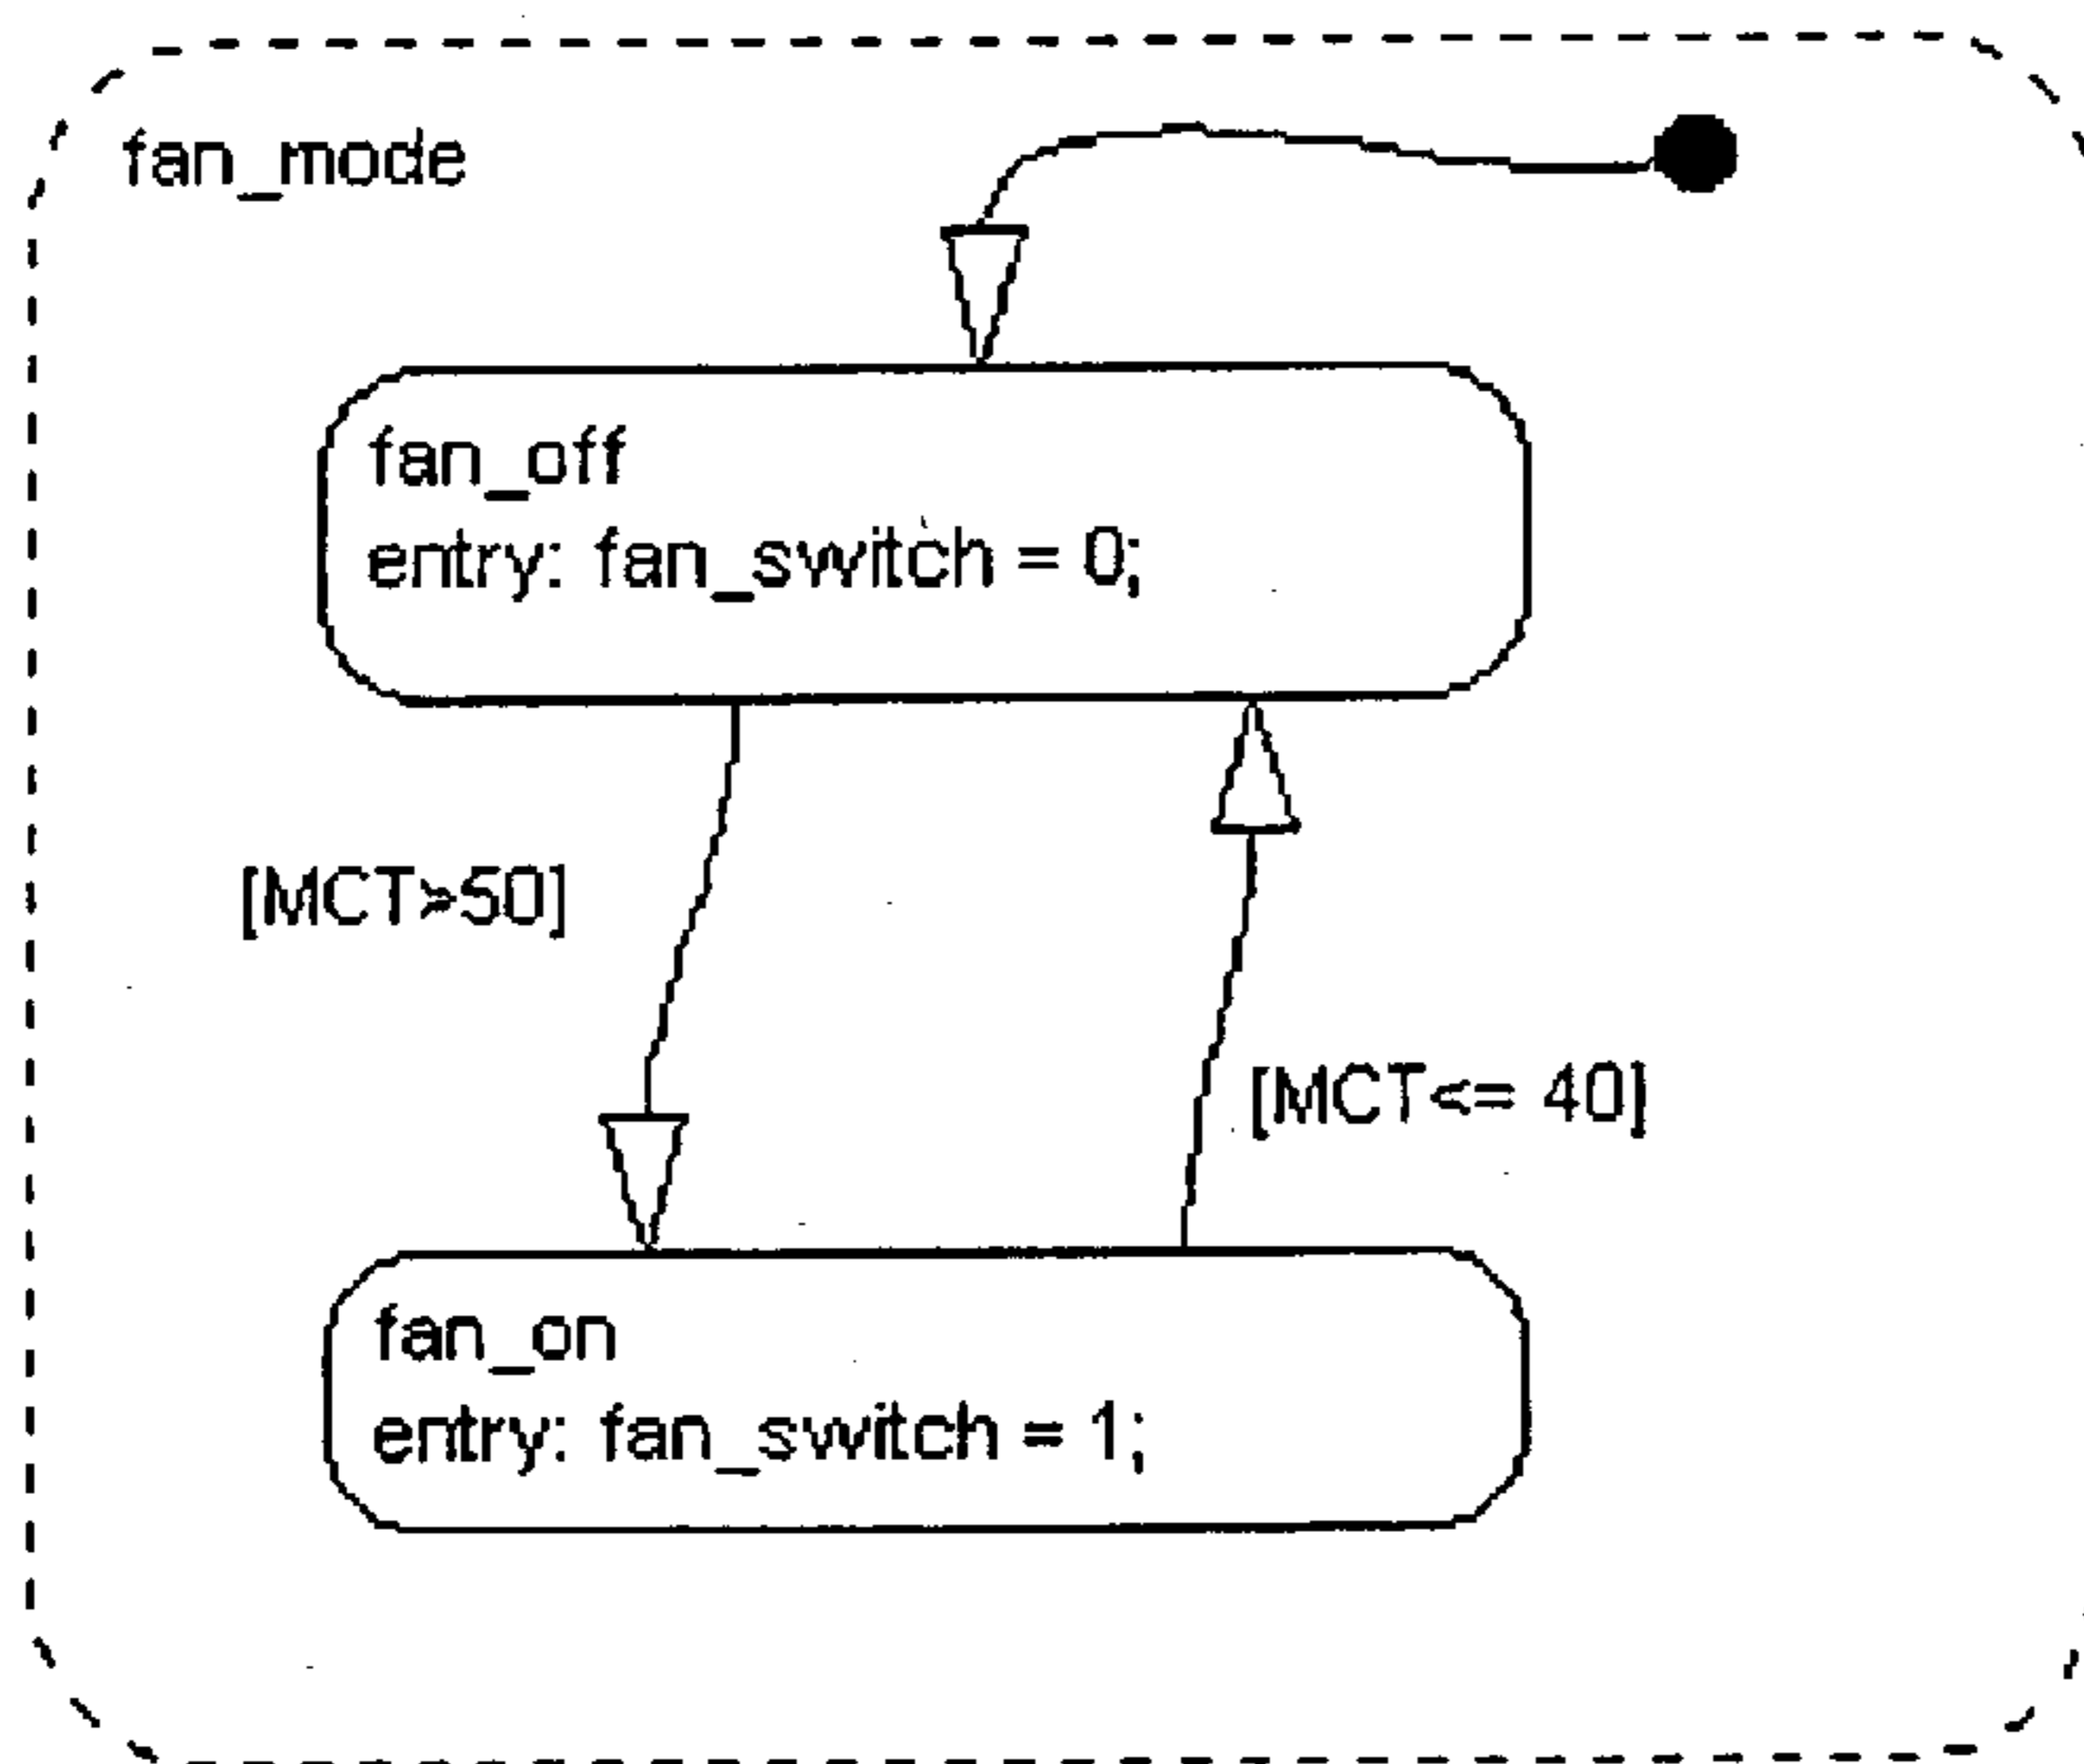 fan_mode
fan_off
entry: fan_switch = 0;
[MCT>50]
[MCT<= 40]
fan_on
entry: fan_switch = 1;